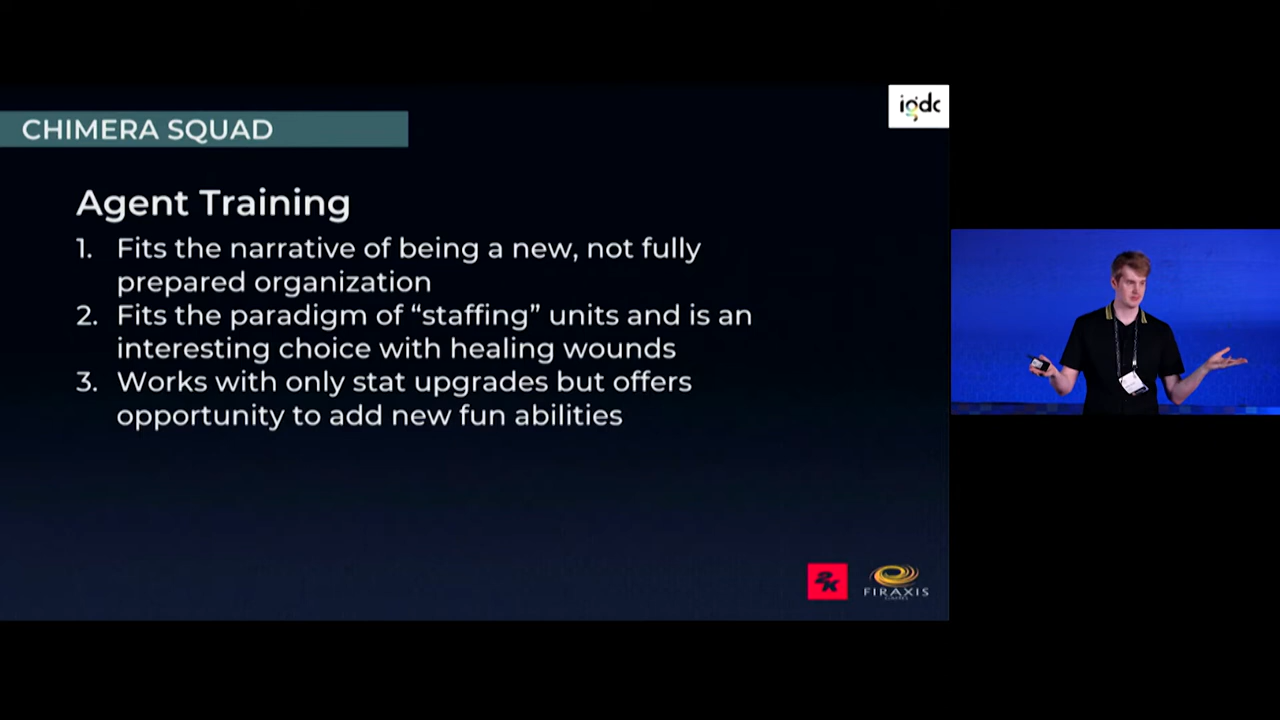 igdc
CHIMERA SQUAD
Agent Training
1. Fits the narrative of being a new, not fully
prepared organization
2. Fits the paradigm of “staffing” units and is an
interesting choice with healing wounds
3. Works with only stat upgrades but offers
opportunity to add new fun abilities
2K
FIRAXIS